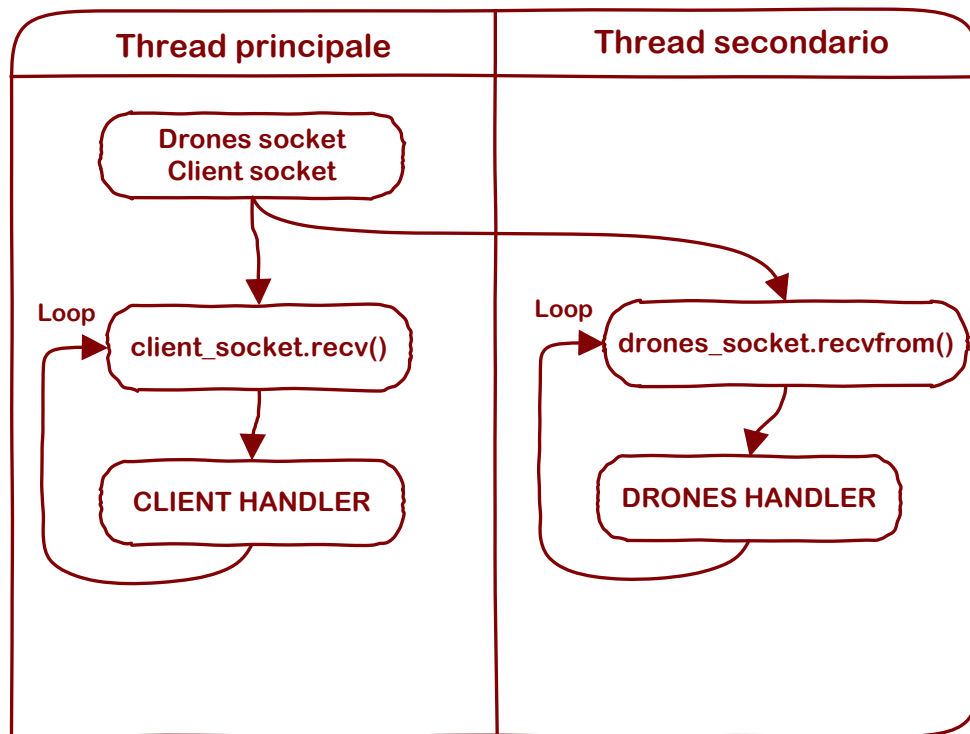 Thread principale
Thread secondario
Drones socket
Client socket
Loop
client_socket.recv()
Loop
drones_socket.recvfrom()
CLIENT HANDLER
DRONES HANDLER